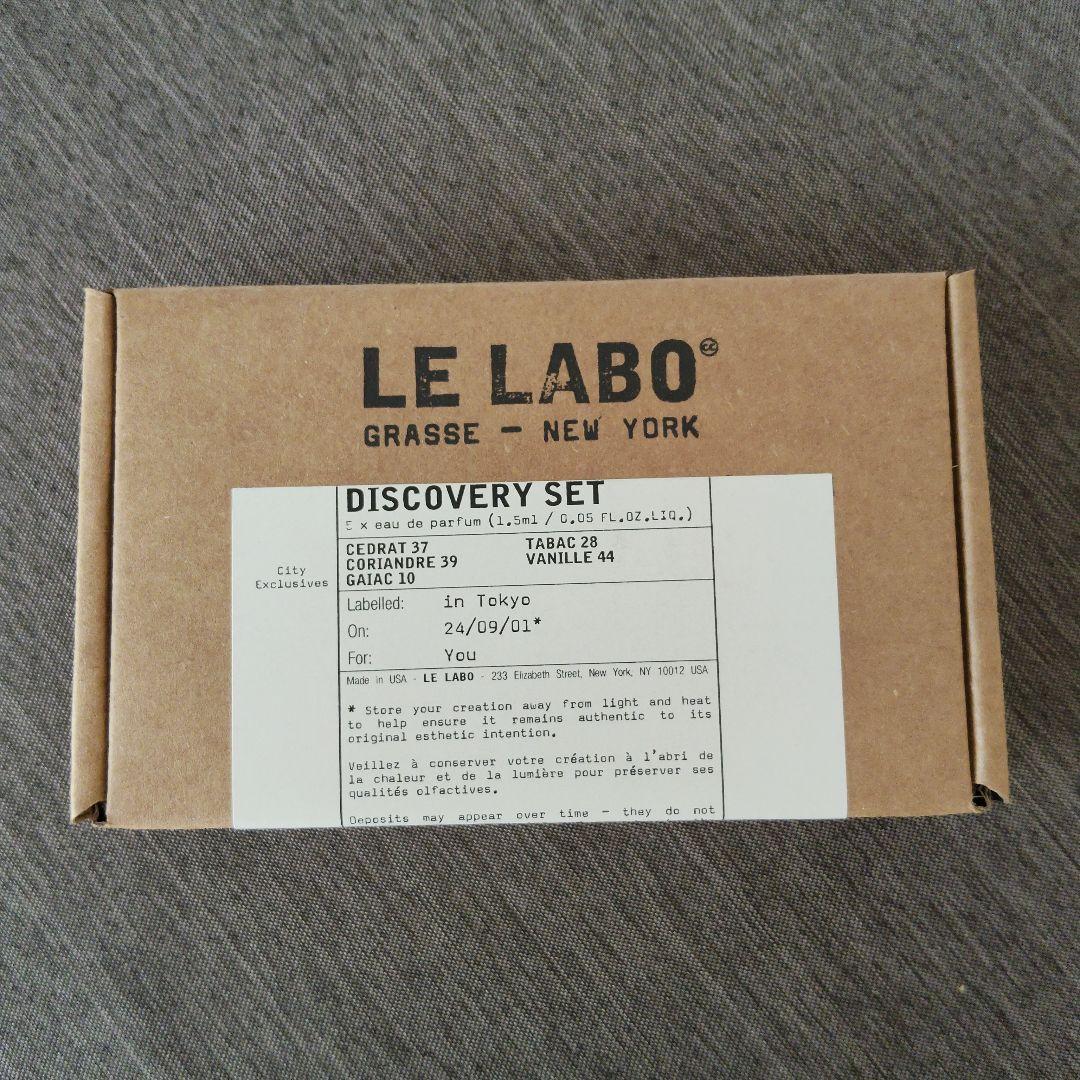 LE LABO
GRASSE — NEW YORK
DISCOVERY SET
5 x eau de parfum (1.5ml / 0.05 FL.OZ.LIQ.)
City
Exclusives
CEDRAT 37
CORIANDRE 39
GAIAC 10
TABAC 28
VANILLE 44
Labelled: in Tokyo
On: 24/09/01*
For: You
Made in USA - LE LABO - 233 Elizabeth Street, New York, NY 10012 USA
* Store your creation away from light and heat
to help ensure it remains authentic to its
original esthetic intention.
Veillez à conserver votre création à l'abri de
la chaleur et de la lumière pour préserver ses
qualités olfactives.
Deposits may appear over time — they do not